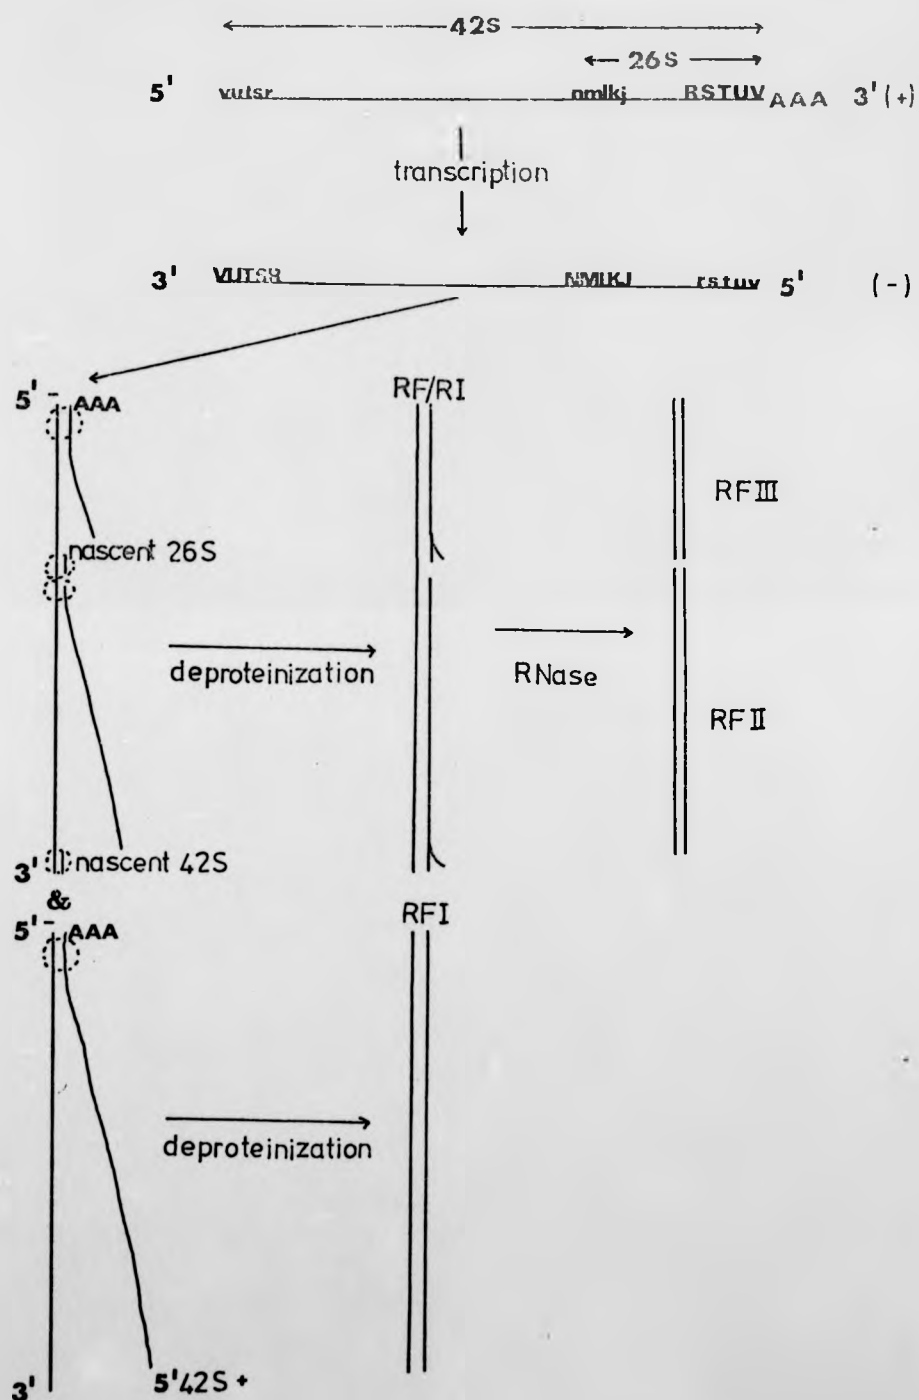 42S
26S
5' vutsr nmlkj RSTUV AAA 3' (+)
transcription
3' VUTSR NMLKJ rstuv 5' (-)
5' AAA RF/RI
RFIII
nascent 26S
deproteinization RNase
RFII
3' nascent 42S
&
5' AAA RFI
deproteinization
3' 5' 42S +